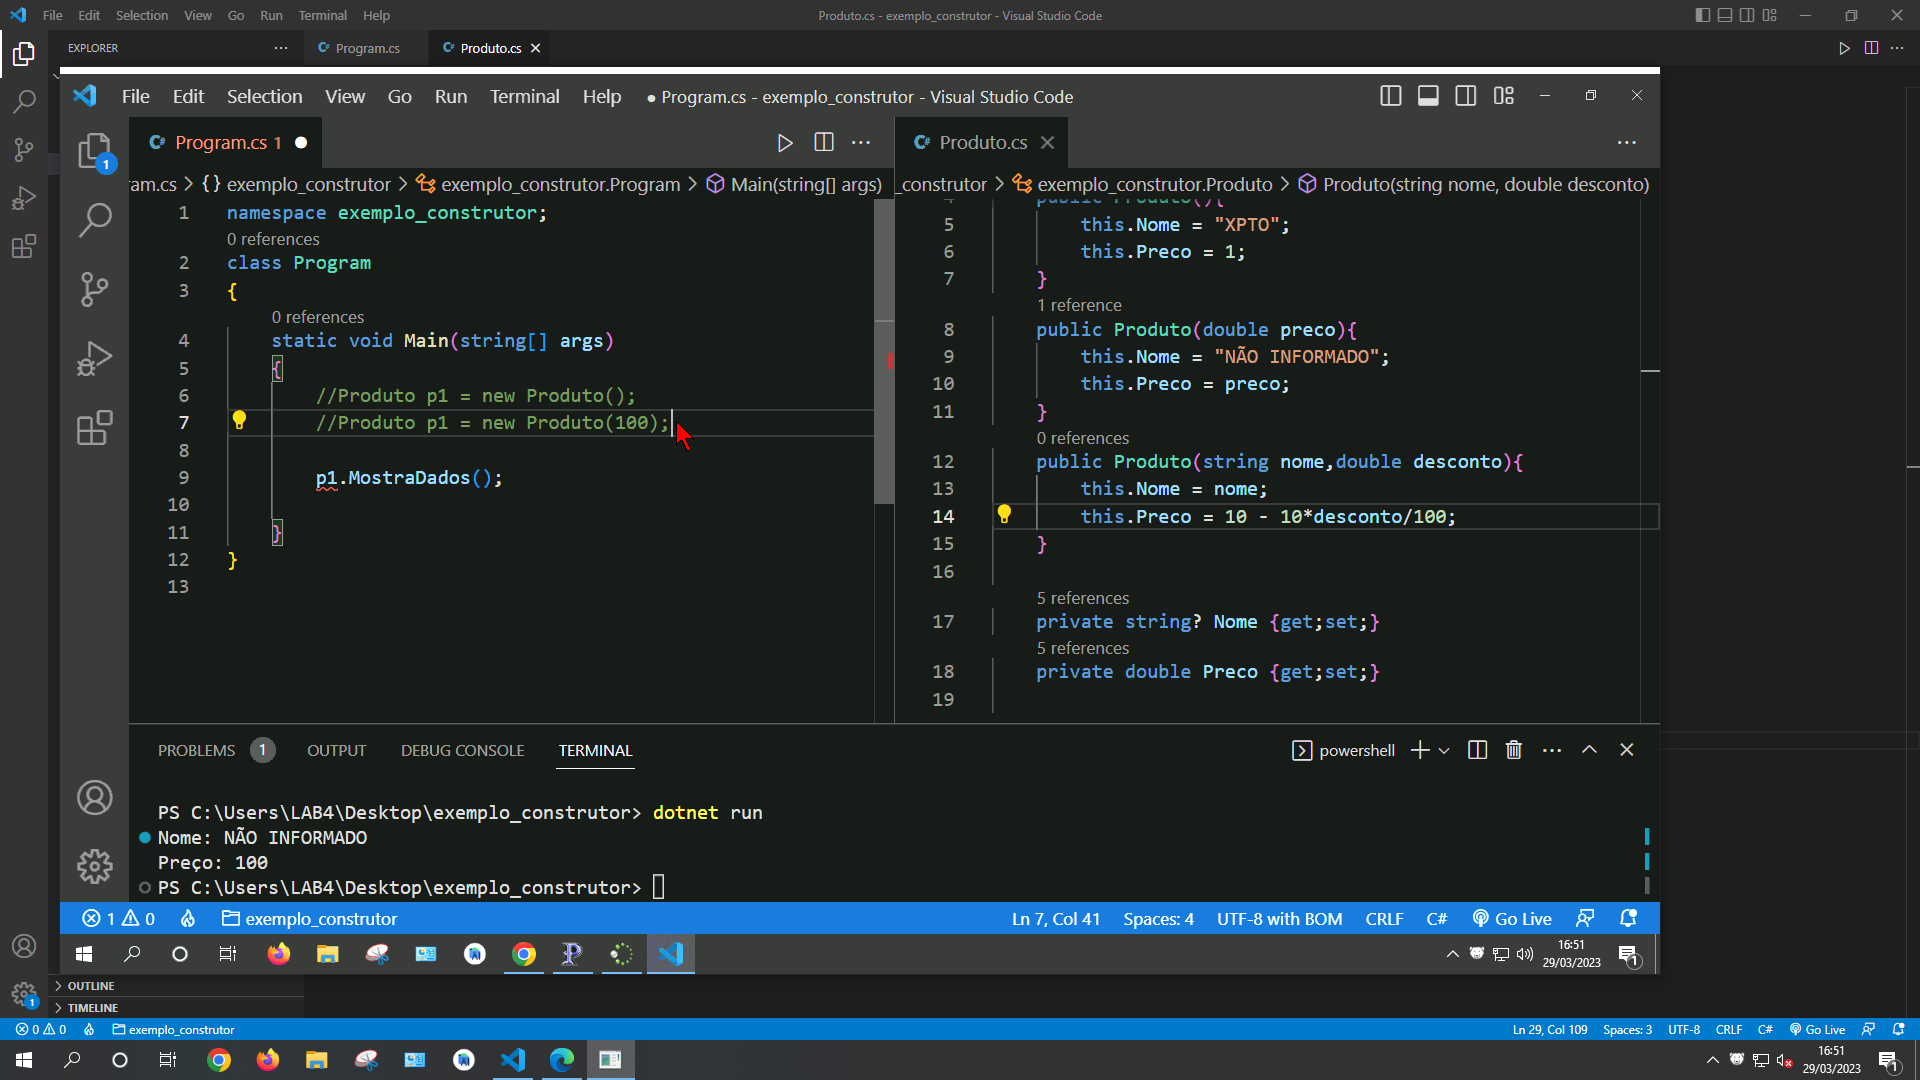 File Edit Selection View Go Run Terminal Help
Produto.cs - exemplo_construtor - Visual Studio Code
EXPLORER
Program.cs
Produto.cs
File Edit Selection View Go Run Terminal Help
● Program.cs - exemplo_construtor - Visual Studio Code
Program.cs 1
Produto.cs
ram.cs > {} exemplo_construtor > exemplo_construtor.Program > Main(string[] args)
_construtor > exemplo_construtor.Produto > Produto(string nome, double desconto)
1 namespace exemplo_construtor;
0 references
2 class Program
3 {
0 references
4 static void Main(string[] args)
5 {
6 //Produto p1 = new Produto();
7 //Produto p1 = new Produto(100);
8
9 p1.MostraDados();
10
11 }
12 }
13
4 public Produto(){
5 this.Nome = "XPTO";
6 this.Preco = 1;
7 }
1 reference
8 public Produto(double preco){
9 this.Nome = "NÃO INFORMADO";
10 this.Preco = preco;
11 }
0 references
12 public Produto(string nome,double desconto){
13 this.Nome = nome;
14 this.Preco = 10 - 10*desconto/100;
15 }
16
5 references
17 private string? Nome {get;set;}
5 references
18 private double Preco {get;set;}
19
PROBLEMS 1 OUTPUT DEBUG CONSOLE TERMINAL
powershell
PS C:\Users\LAB4\Desktop\exemplo_construtor> dotnet run
Nome: NÃO INFORMADO
Preço: 100
PS C:\Users\LAB4\Desktop\exemplo_construtor>
1 0 exemplo_construtor
Ln 7, Col 41 Spaces: 4 UTF-8 with BOM CRLF C# Go Live
16:51
29/03/2023
1
OUTLINE
TIMELINE
0 0 exemplo_construtor
Ln 29, Col 109 Spaces: 3 UTF-8 CRLF C# Go Live
16:51
29/03/2023
1